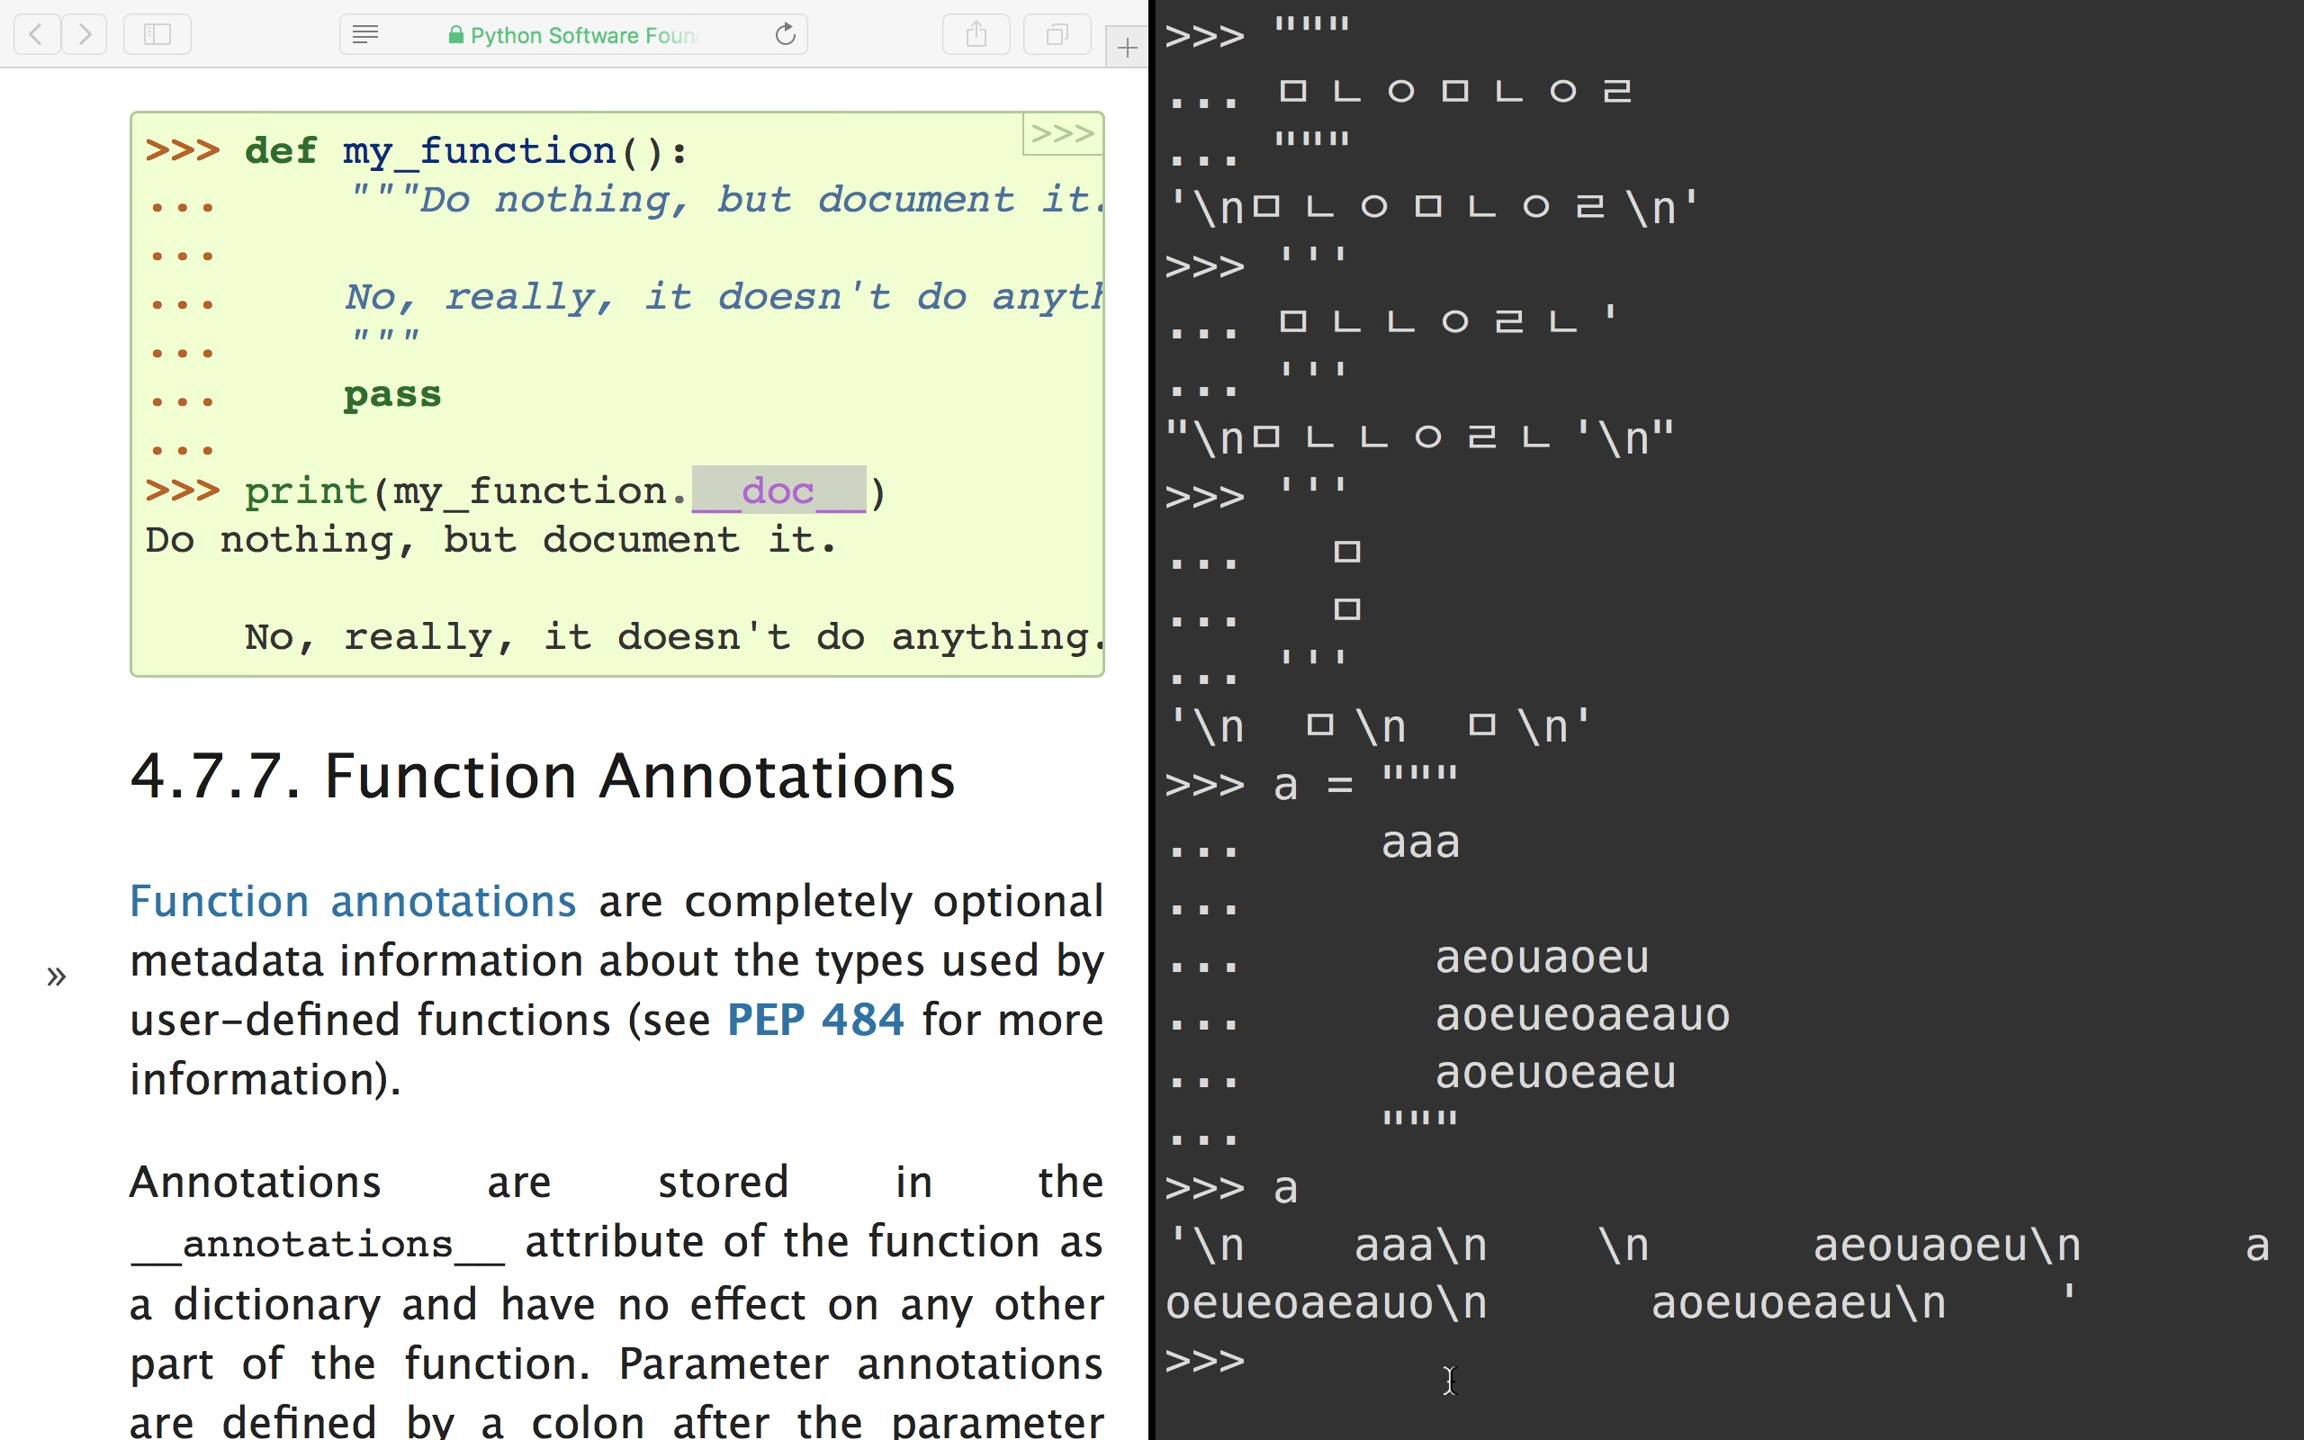 Python Software Foun
>>>
>>> def my_function():
...     """Do nothing, but document it.
...
...     No, really, it doesn't do anyth
...     """
...     pass
...
>>> print(my_function.__doc__)
Do nothing, but document it.
    No, really, it doesn't do anything.
4.7.7. Function Annotations
Function annotations are completely optional
metadata information about the types used by
user-defined functions (see PEP 484 for more
information).
Annotations are stored in the
__annotations__ attribute of the function as
a dictionary and have no effect on any other
part of the function. Parameter annotations
are defined by a colon after the parameter
»
>>> """
... ㅁㄴㅇㅁㄴㅇㄹ
... """
'\nㅁㄴㅇㅁㄴㅇㄹ\n'
>>> '''
... ㅁㄴㄴㅇㄹㄴ'
... '''
"\nㅁㄴㄴㅇㄹㄴ'\n"
>>> '''
...   ㅁ
...   ㅁ
... '''
'\n  ㅁ\n  ㅁ\n'
>>> a = """
...     aaa
...
...       aeouaoeu
...       aoeueoaeauo
...       aoeuoeaeu
...     """
>>> a
'\n    aaa\n    \n      aeouaoeu\n      a
oeueoaeauo\n      aoeuoeaeu\n    '
>>>